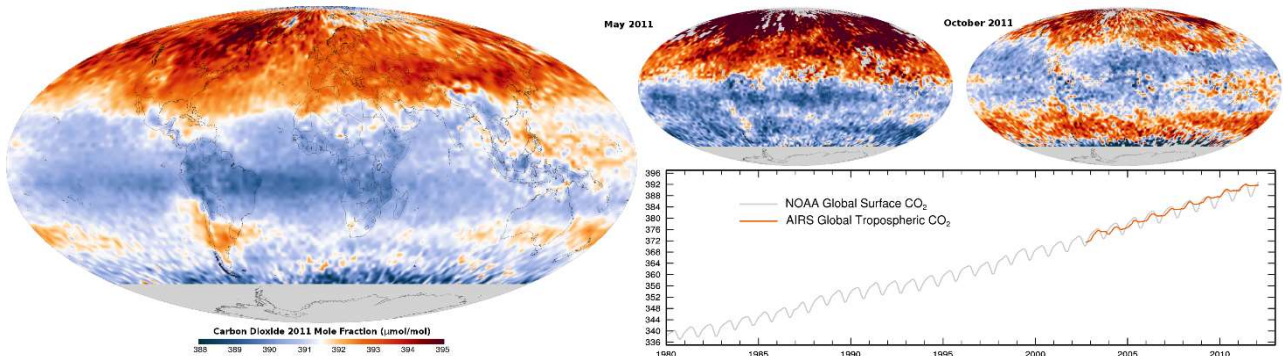 May 2011
October 2011
Carbon Dioxide 2011 Mole Fraction (μmol/mol)
388 389 390 391 392 393 394 395
NOAA Global Surface CO₂
AIRS Global Tropospheric CO₂
396
392
388
384
380
376
372
368
364
360
356
352
348
344
340
336
1980 1985 1990 1995 2000 2005 2010